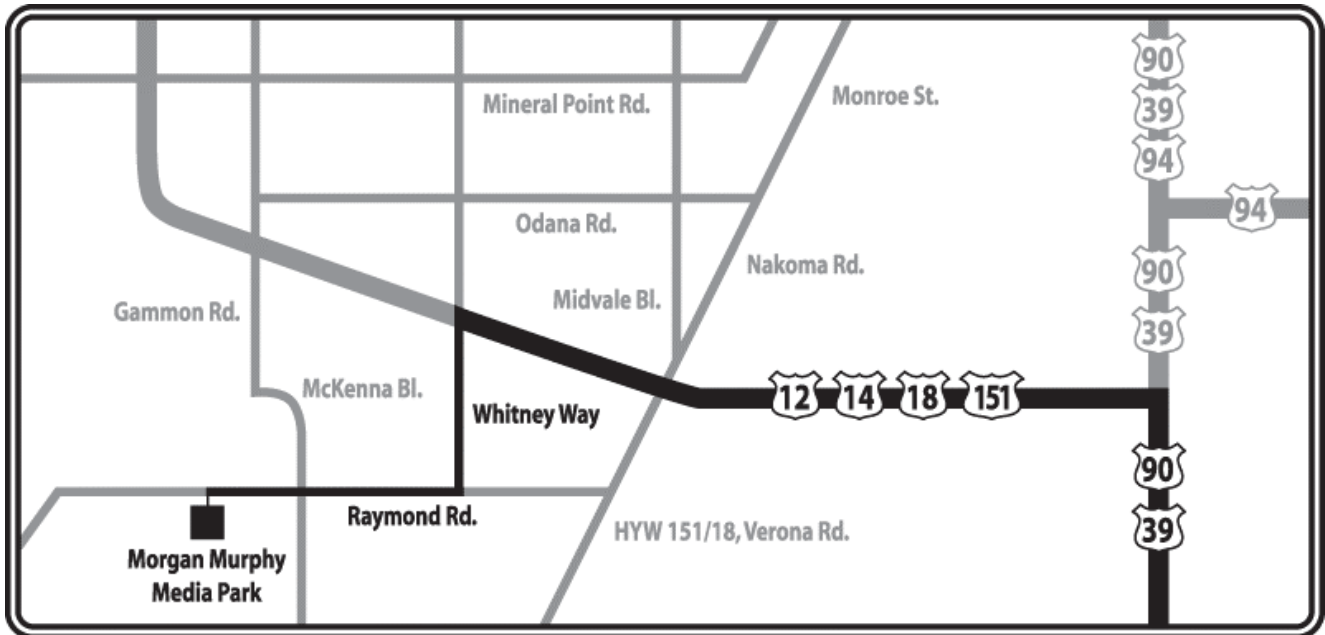 90
39
94
Monroe St.
Mineral Point Rd.
94
Odana Rd.
Nakoma Rd.
90
39
Midvale Bl.
Gammon Rd.
McKenna Bl.
12 14 18 151
Whitney Way
90
39
Raymond Rd.
HYW 151/18, Verona Rd.
Morgan Murphy
Media Park